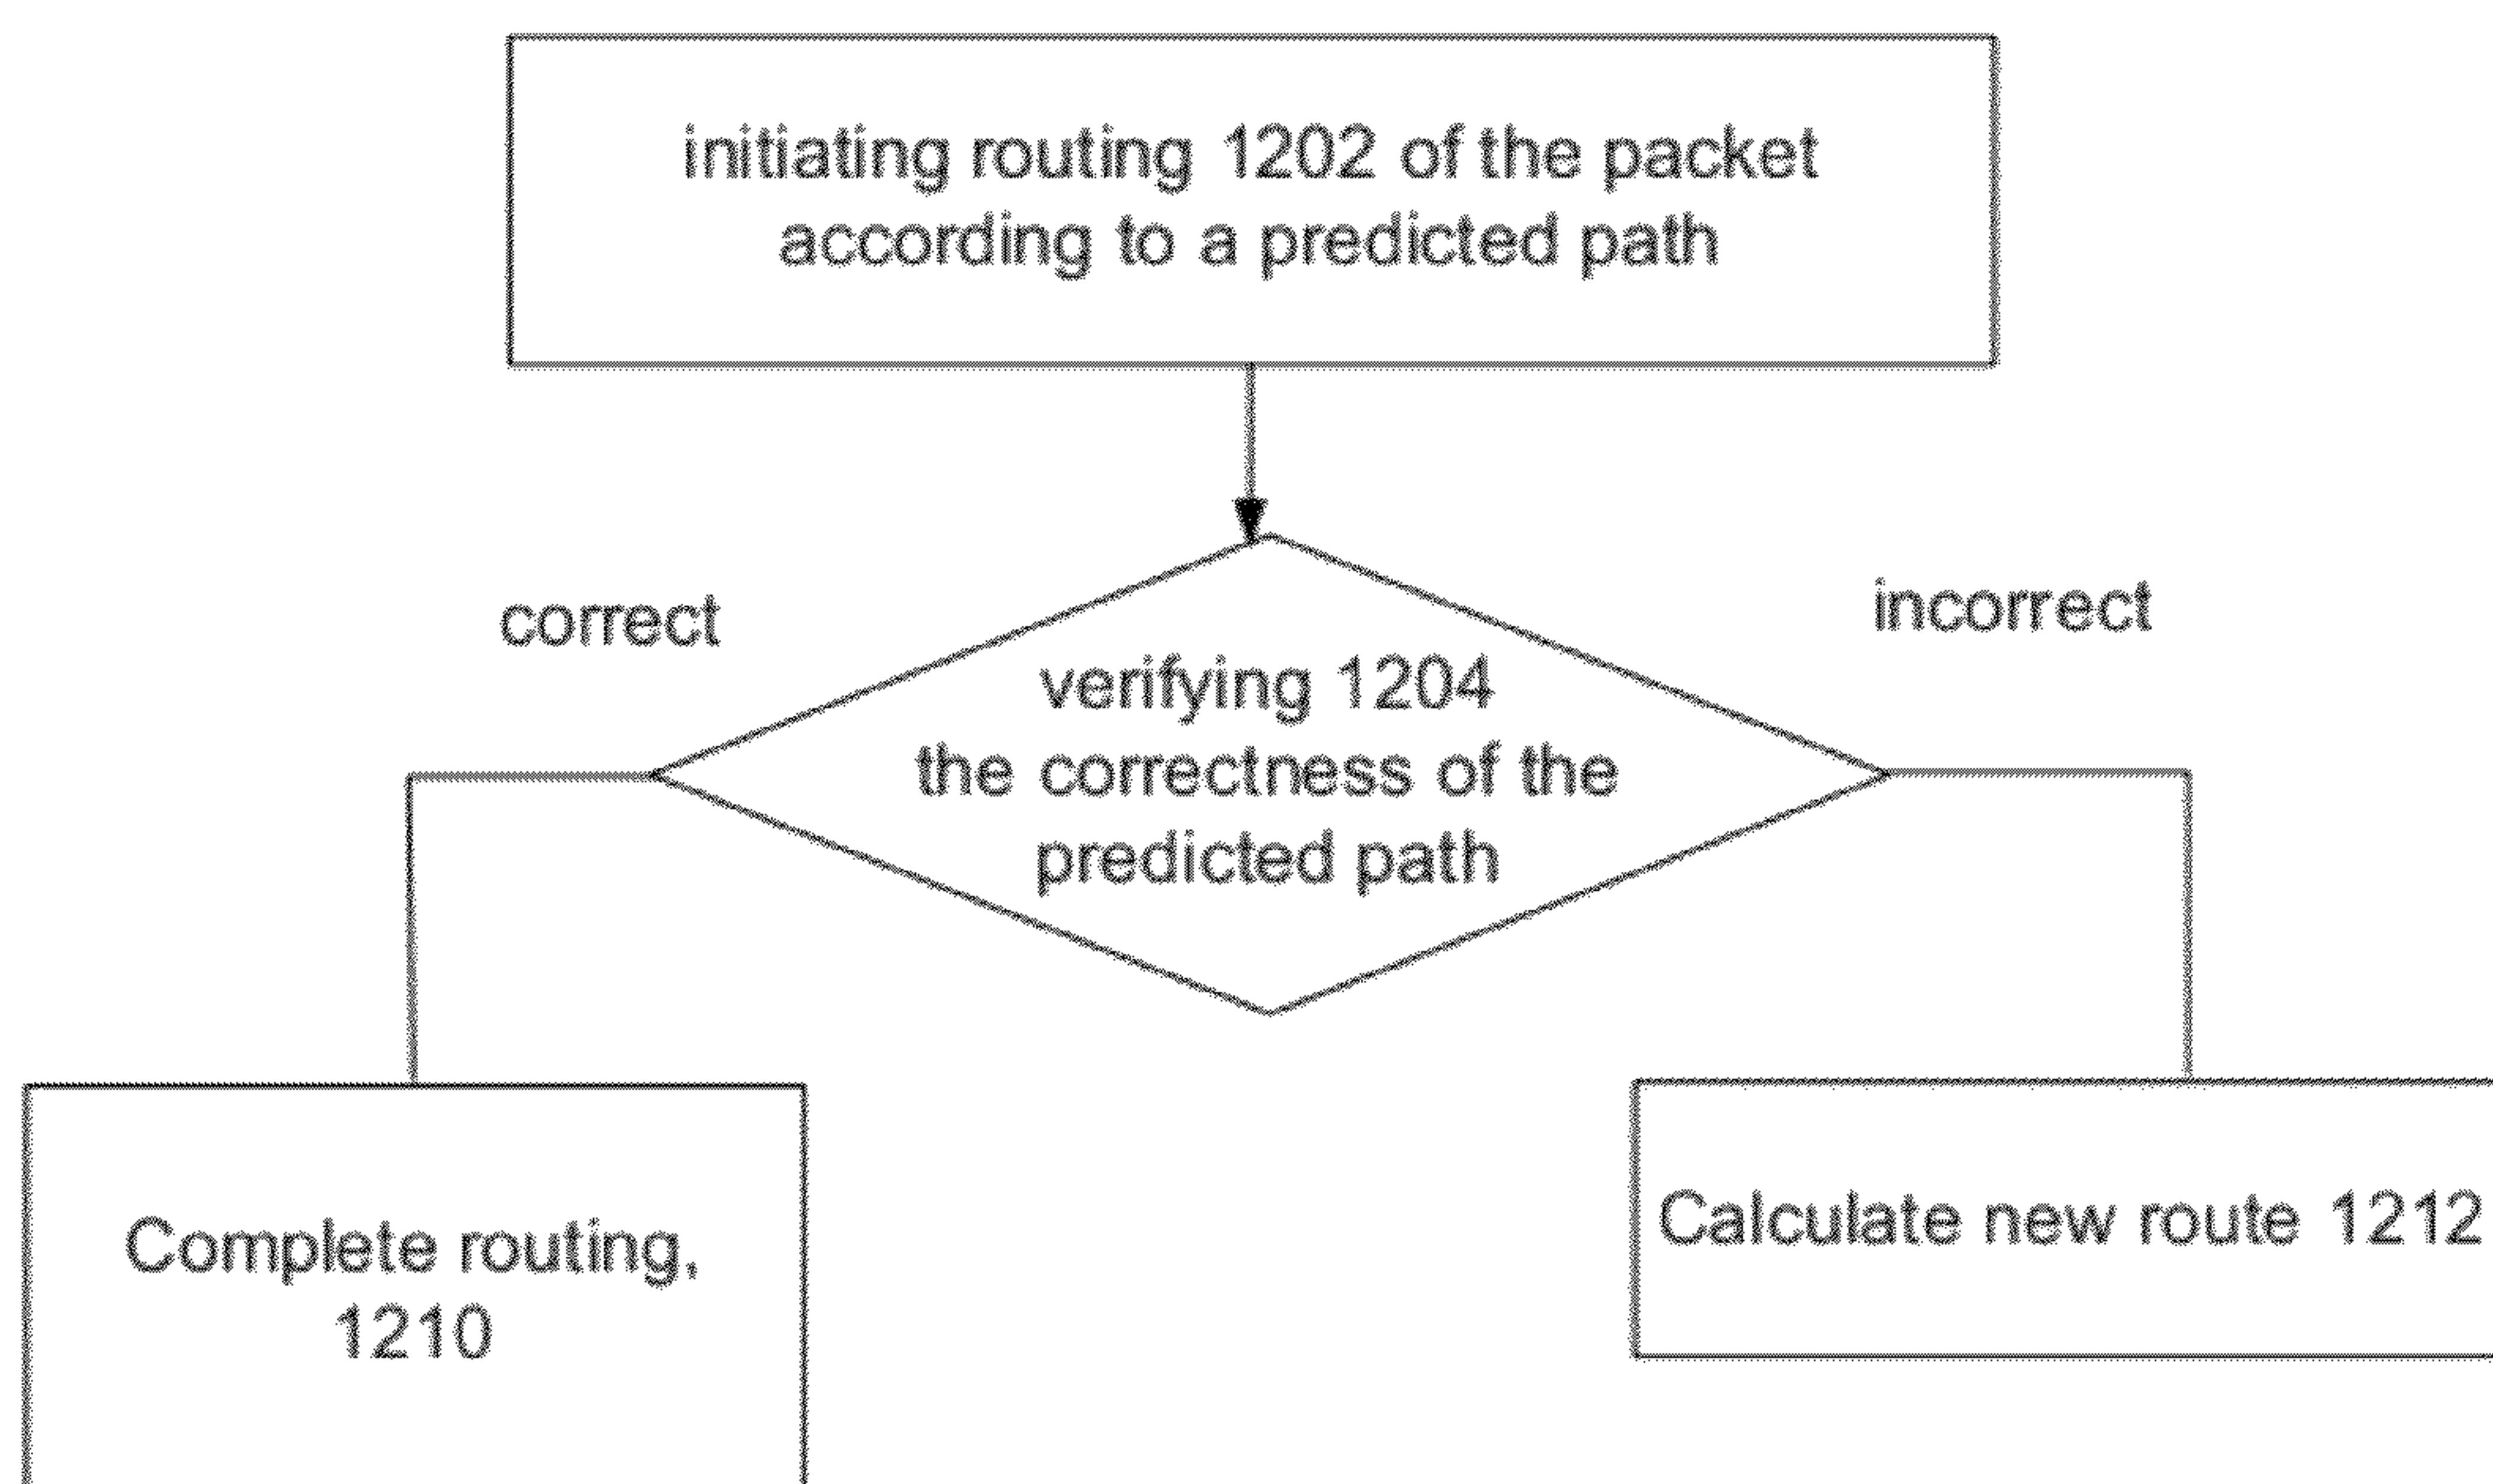 initiating routing 1202 of the packet
according to a predicted path
correct
incorrect
verifying 1204
the correctness of the
predicted path
Complete routing,
1210
Calculate new route 1212